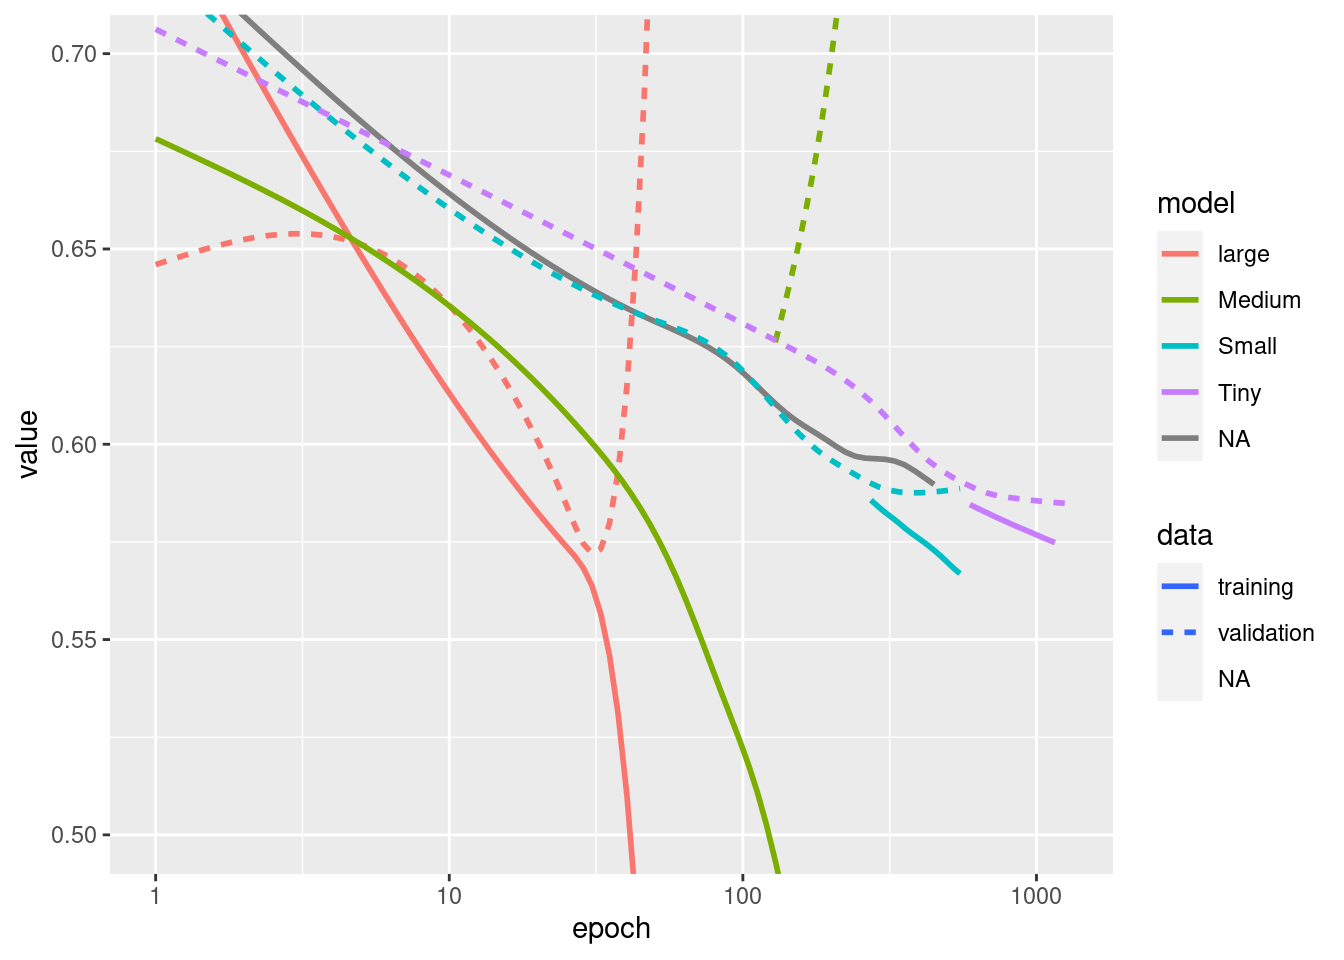 0.70
0.65
0.60
0.55
0.50
value
1 10 100 1000
epoch
model
large
Medium
Small
Tiny
NA
data
training
validation
NA